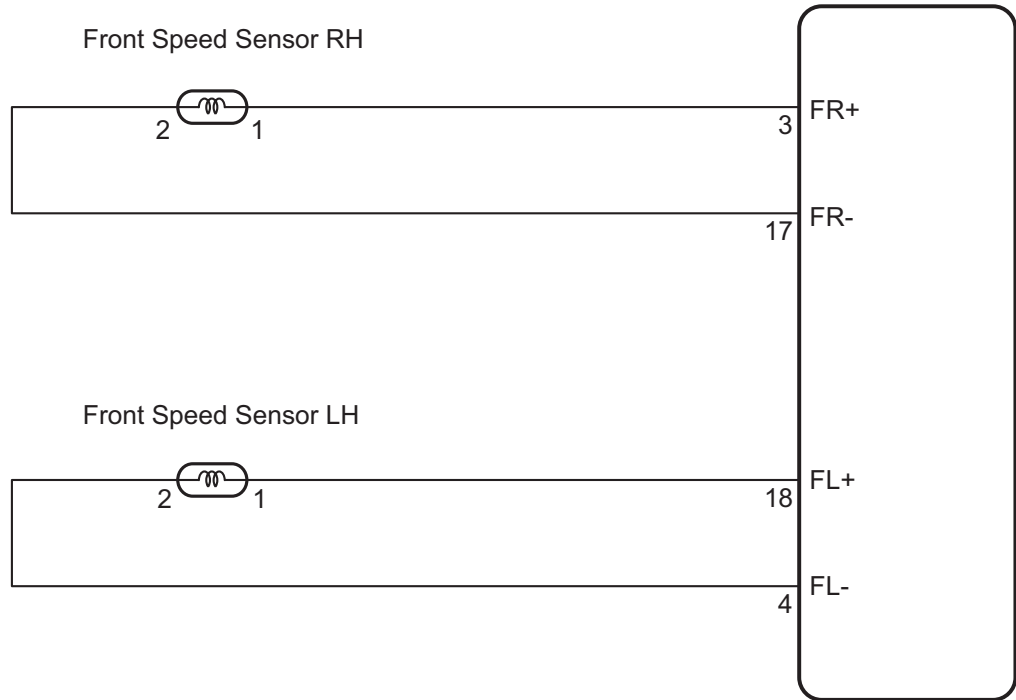 Front Speed Sensor RH
2
1
3
FR+
17
FR-
Front Speed Sensor LH
2
1
18
FL+
4
FL-